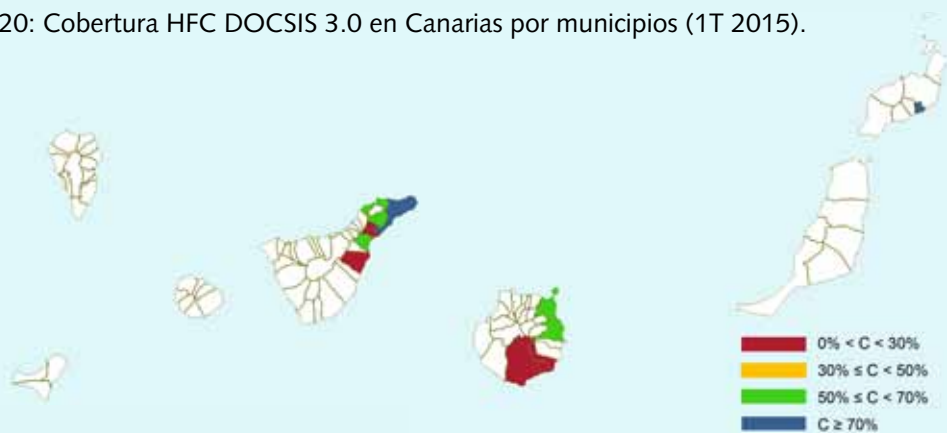 20: Cobertura HFC DOCSIS 3.0 en Canarias por municipios (1T 2015).
0% < C < 30%
30% ≤ C < 50%
50% ≤ C < 70%
C ≥ 70%